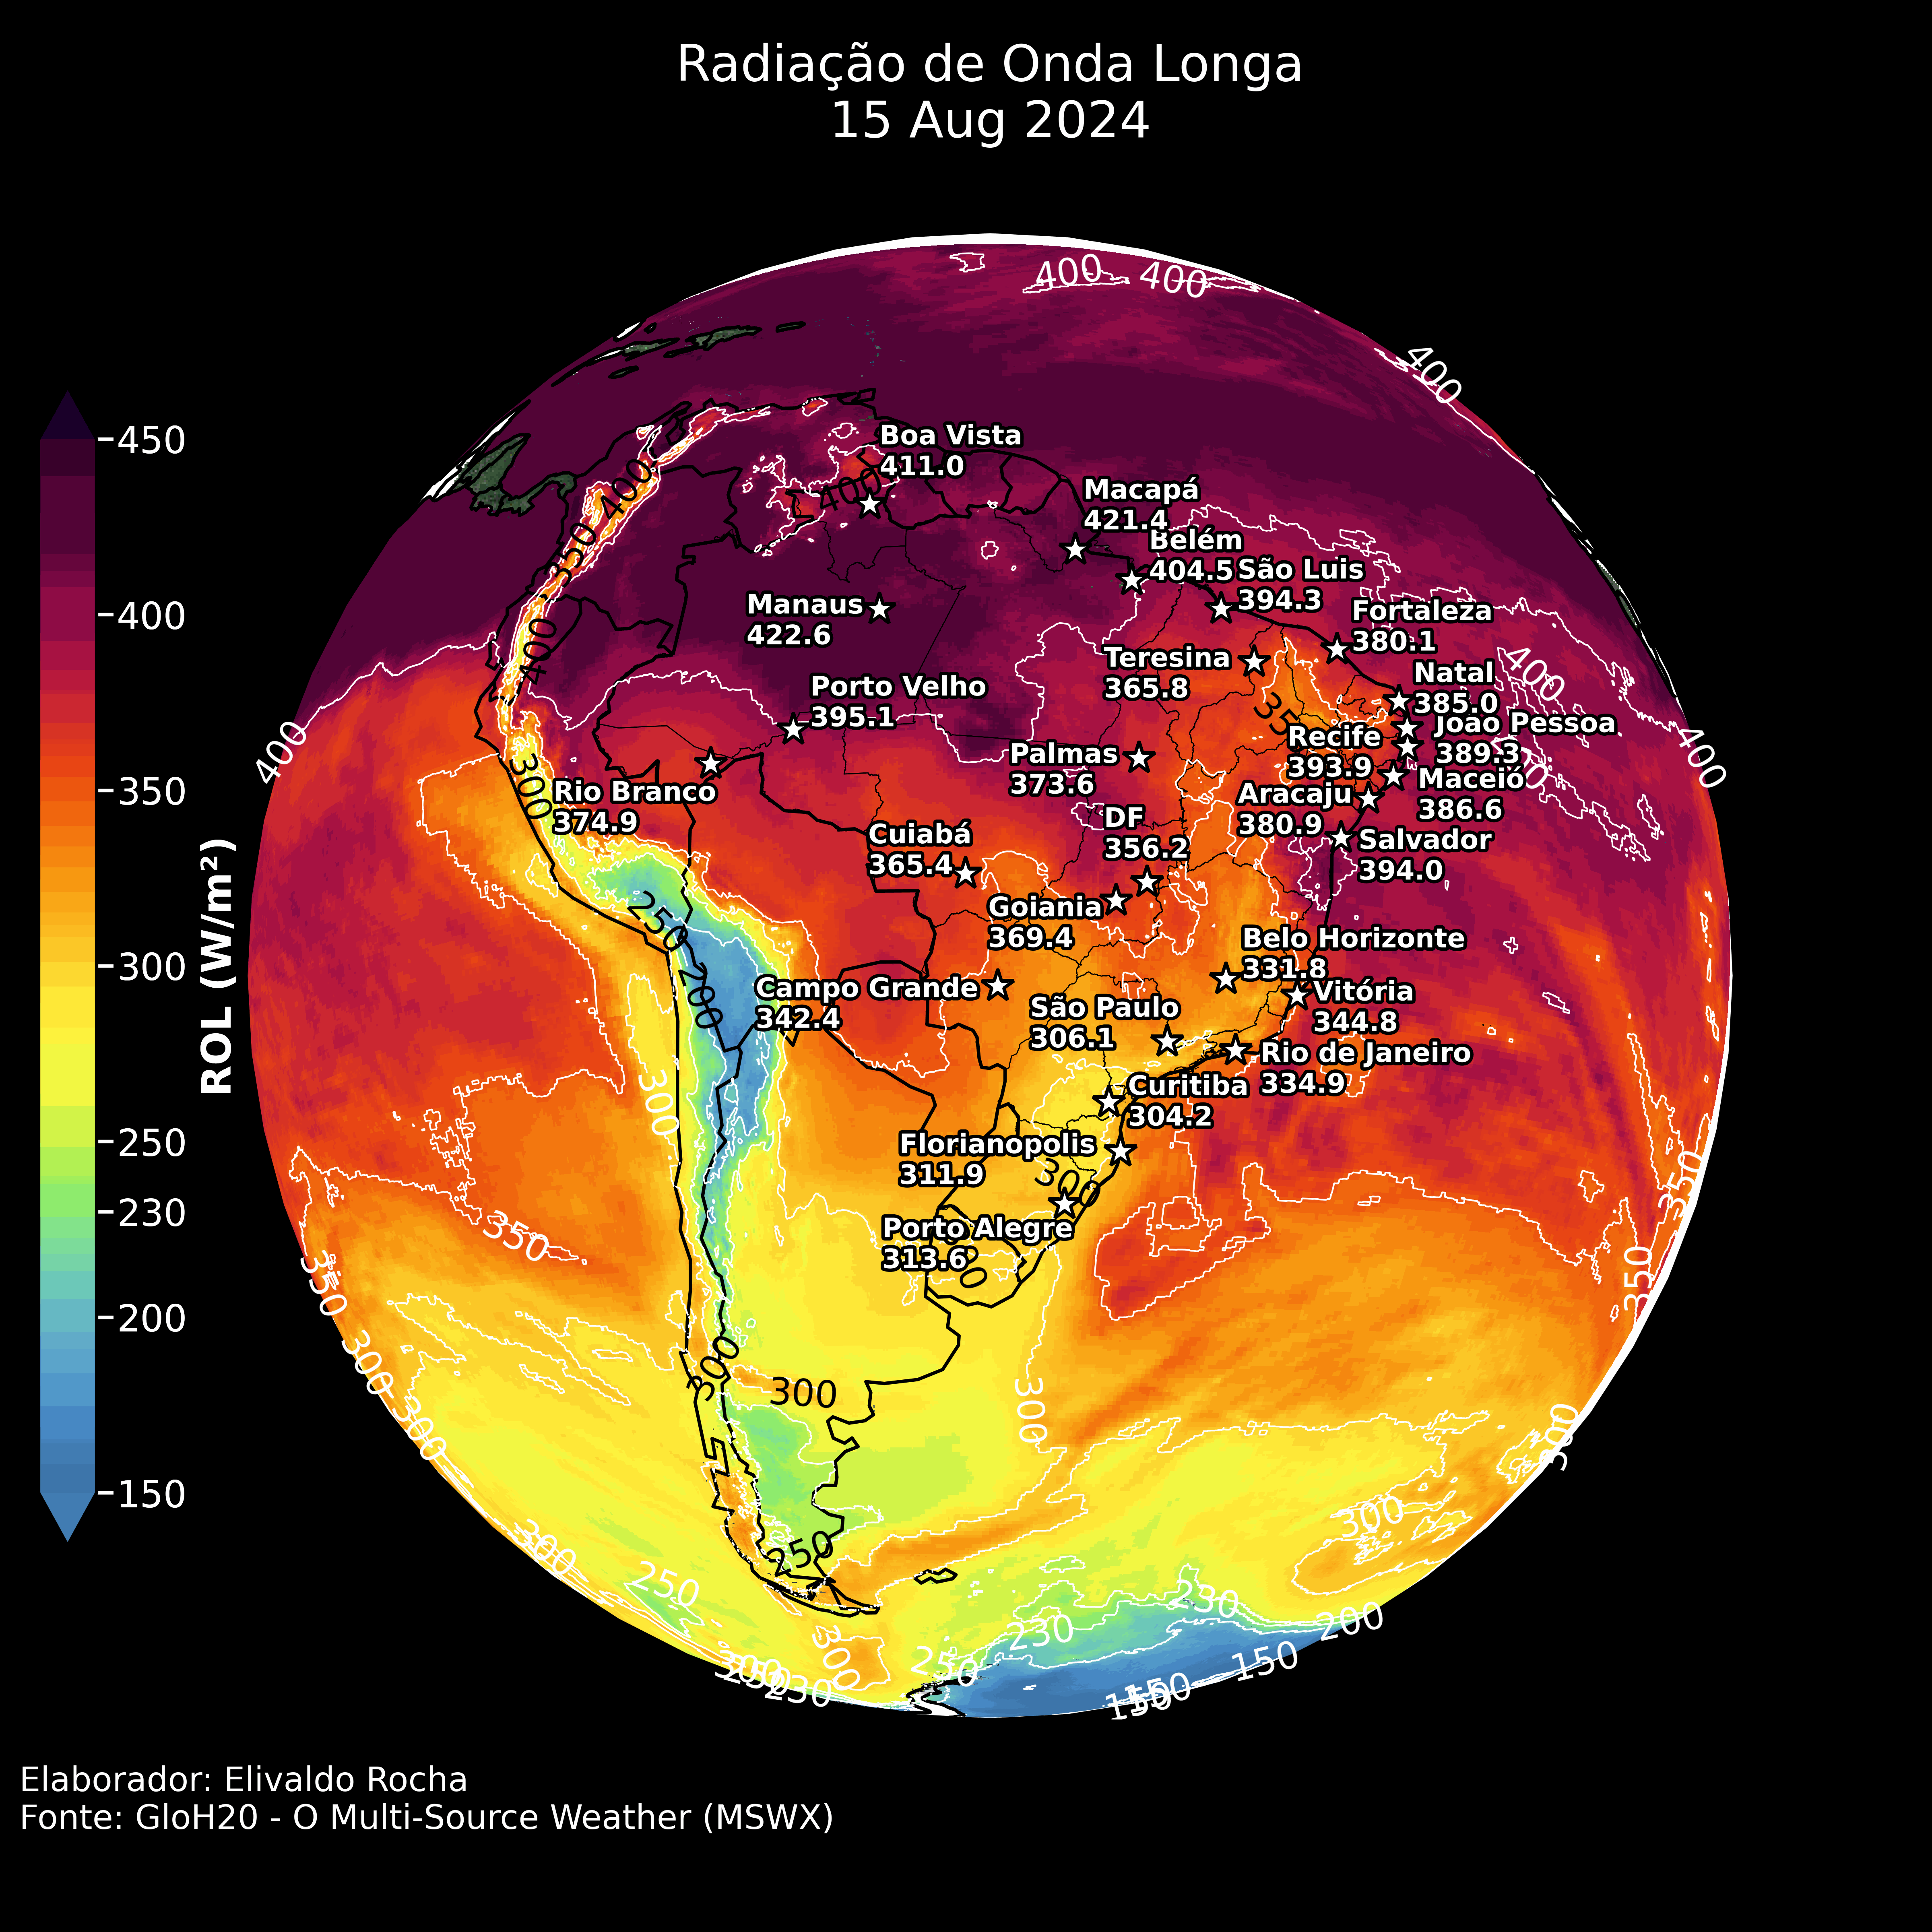 Radiação de Onda Longa
15 Aug 2024
450
400
350
300
250
230
200
150
ROL (W/m²)
400
400
400
Boa Vista
411.0
400
400
Macapá
421.4
Belém
404.5
São Luis
394.3
350
Manaus
422.6
Fortaleza
380.1
400
Teresina
365.8
400
Natal
385.0
Porto Velho
395.1
João Pessoa
389.3
Recife
393.9
400
400
Palmas
373.6
Maceió
386.6
300
Rio Branco
374.9
Aracaju
380.9
DF
356.2
Cuiabá
365.4
Salvador
394.0
250
Goiania
369.4
Belo Horizonte
331.8
200
Campo Grande
342.4
Vitória
344.8
São Paulo
306.1
Rio de Janeiro
334.9
300
Curitiba
304.2
Florianopolis
311.9
300
350
350
Porto Alegre
313.6
350
350
300
300
300
300
300
300
300
300
250
250
230
230
200
300
250
150
230
150
Elaborador: Elivaldo Rocha
Fonte: GloH20 - O Multi-Source Weather (MSWX)